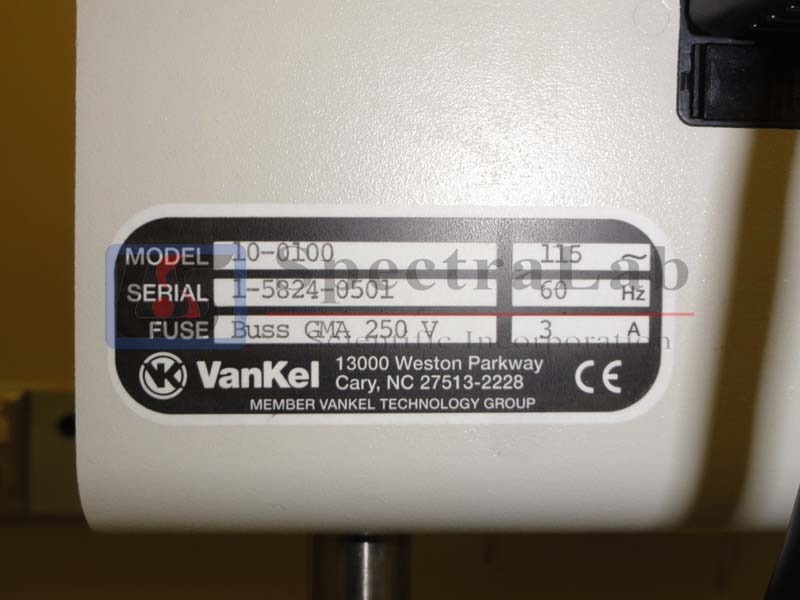 MODEL 10-0100 115 ~
SERIAL 1-5824-0501 60 Hz
FUSE Buss GMA 250 V 3 A
VanKel
13000 Weston Parkway
Cary, NC 27513-2228
CE
MEMBER VANKEL TECHNOLOGY GROUP
SpectraLab
Scientific Incorporation